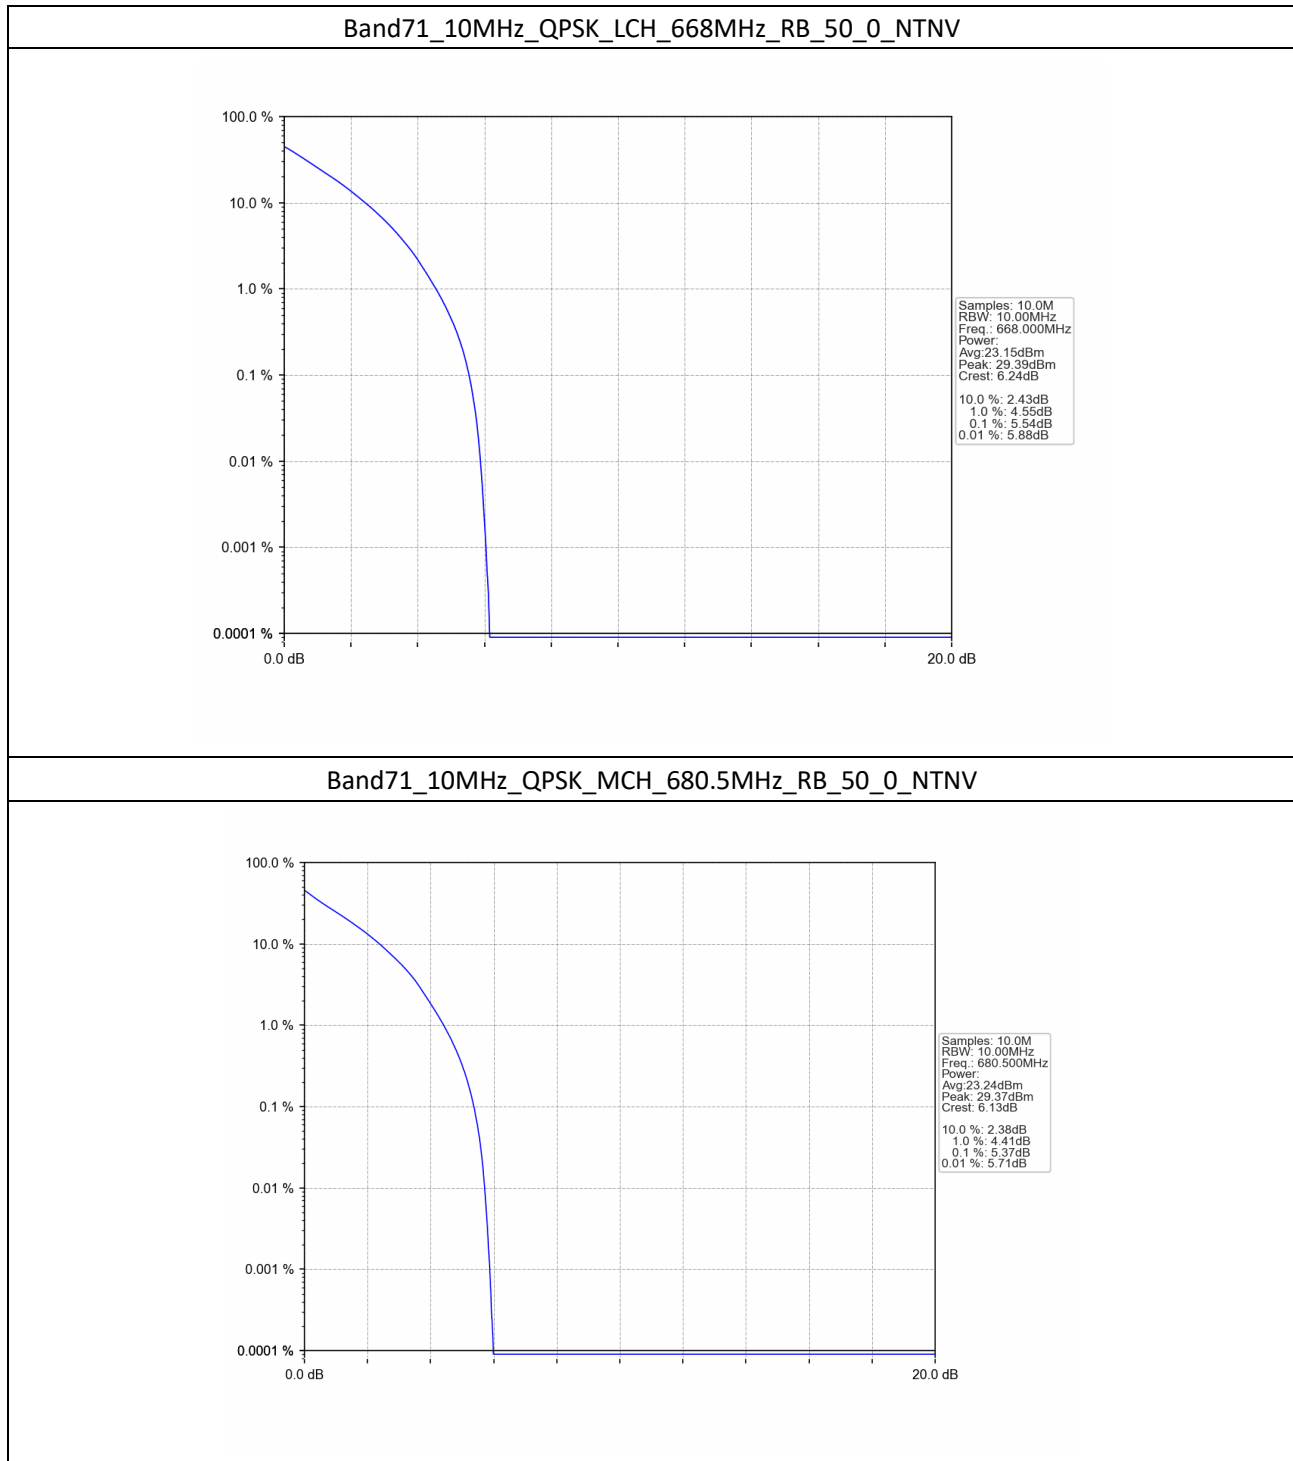 Band71_10MHz_QPSK_LCH_668MHz_RB_50_0_NTNV
100.0 %
10.0 %
1.0 %
0.1 %
0.01 %
0.001 %
0.0001 %
0.0 dB
20.0 dB
Samples: 10.0M
RBW: 10.00MHz
Freq.: 668.000MHz
Power:
Avg:23.15dBm
Peak: 29.39dBm
Crest: 6.24dB
10.0 %: 2.43dB
1.0 %: 4.55dB
0.1 %: 5.54dB
0.01 %: 5.88dB
Band71_10MHz_QPSK_MCH_680.5MHz_RB_50_0_NTNV
100.0 %
10.0 %
1.0 %
0.1 %
0.01 %
0.001 %
0.0001 %
0.0 dB
20.0 dB
Samples: 10.0M
RBW: 10.00MHz
Freq.: 680.500MHz
Power:
Avg:23.24dBm
Peak: 29.37dBm
Crest: 6.13dB
10.0 %: 2.38dB
1.0 %: 4.41dB
0.1 %: 5.37dB
0.01 %: 5.71dB